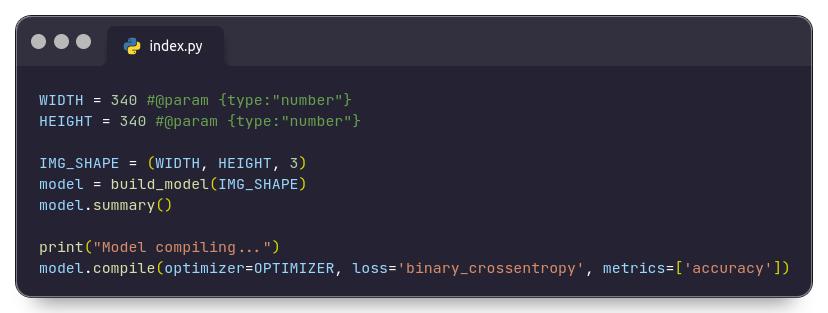 index.py
WIDTH = 340 #@param {type:"number"}
HEIGHT = 340 #@param {type:"number"}
IMG_SHAPE = (WIDTH, HEIGHT, 3)
model = build_model(IMG_SHAPE)
model.summary()
print("Model compiling...")
model.compile(optimizer=OPTIMIZER, loss='binary_crossentropy', metrics=['accuracy'])